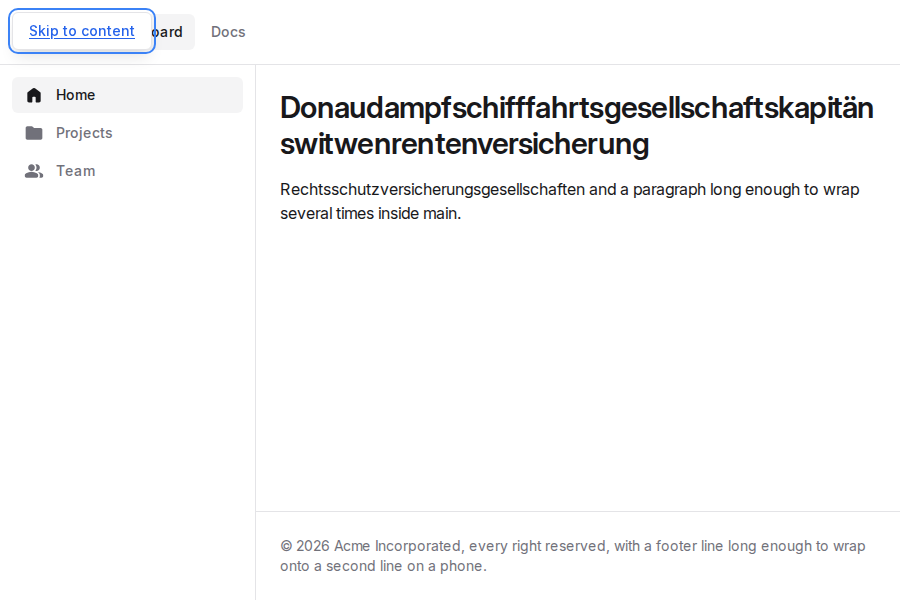 Skip to content
Docs
Home
Projects
Team
Donaudampfschifffahrtsgesellschaftskapitän
switwenrentenversicherung
Rechtsschutzversicherungsgesellschaften and a paragraph long enough to wrap
several times inside main.
© 2026 Acme Incorporated, every right reserved, with a footer line long enough to wrap
onto a second line on a phone.